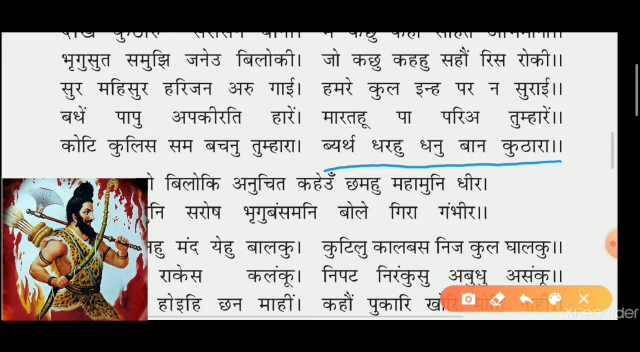 भृगुसुत समुझि जनेउ बिलोकी। जो कछु कहहु सहौं रिस रोकी।।
सुर महिसुर हरिजन अरु गाई। हमरे कुल इन्ह पर न सुराई।।
बधें पापु अपकीरति हारें। मारतहू पा परिअ तुम्हारें।।
कोटि कुलिस सम बचनु तुम्हारा। ब्यर्थ धरहु धनु बान कुठारा।।
बिलोकि अनुचित कहेउँ छमहु महामुनि धीर।
सरोष भृगुबंसमनि बोले गिरा गंभीर।।
मंद येहु बालकु। कुटिलु कालबस निज कुल घालकु।।
राकेस कलंकू। निपट निरंकुसु अबुधु असंकू।।
होइहि छन माहीं। कहौं पुकारि